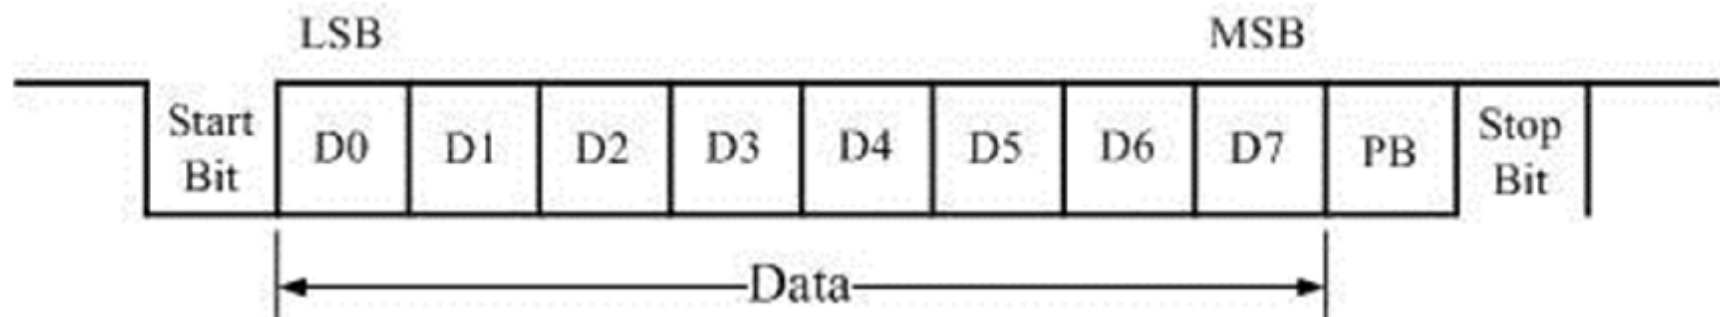 LSB MSB
Start Bit D0 D1 D2 D3 D4 D5 D6 D7 PB Stop Bit
Data